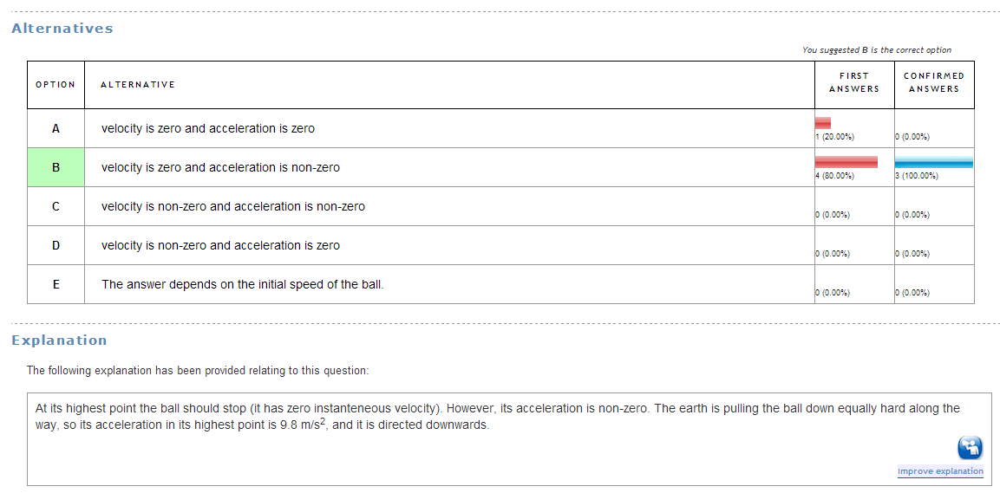 Alternatives
You suggested B is the correct option
OPTION ALTERNATIVE FIRST ANSWERS CONFIRMED ANSWERS
A velocity is zero and acceleration is zero 1 (20.00%) 0 (0.00%)
B velocity is zero and acceleration is non-zero 4 (80.00%) 3 (100.00%)
C velocity is non-zero and acceleration is non-zero 0 (0.00%) 0 (0.00%)
D velocity is non-zero and acceleration is zero 0 (0.00%) 0 (0.00%)
E The answer depends on the initial speed of the ball. 0 (0.00%) 0 (0.00%)
Explanation
The following explanation has been provided relating to this question:
At its highest point the ball should stop (it has zero instanteneous velocity). However, its acceleration is non-zero. The earth is pulling the ball down equally hard along the
way, so its acceleration in its highest point is 9.8 m/s², and it is directed downwards.
Improve explanation